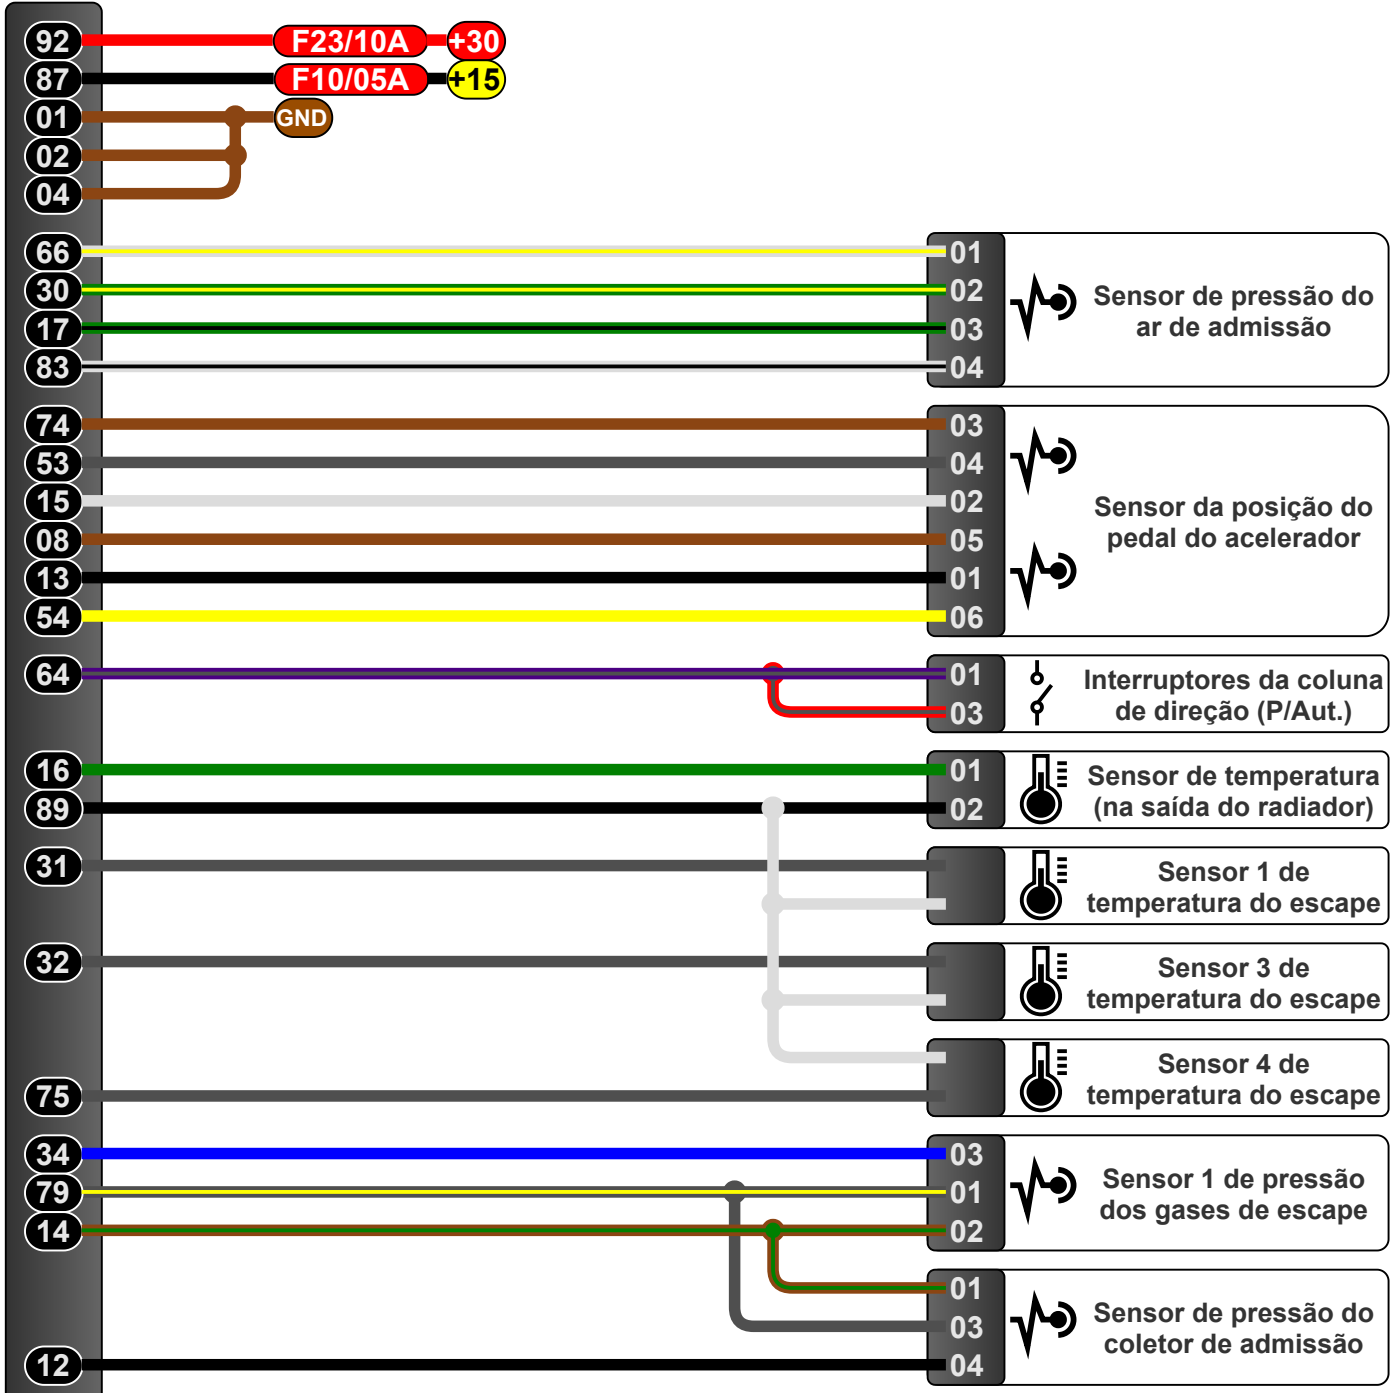 92 F23/10A +30
87 F10/05A +15
01 GND
02
04
66 01
30 02
17 03
83 04
Sensor de pressão do
ar de admissão
74 03
53 04
15 02
08 05
13 01
54 06
Sensor da posição do
pedal do acelerador
64 01
03
Interruptores da coluna
de direção (P/Aut.)
16 01
89 02
Sensor de temperatura
(na saída do radiador)
31
Sensor 1 de
temperatura do escape
32
Sensor 3 de
temperatura do escape
75
Sensor 4 de
temperatura do escape
34 03
79 01
14 02
Sensor 1 de pressão
dos gases de escape
01
03
12 04
Sensor de pressão do
coletor de admissão